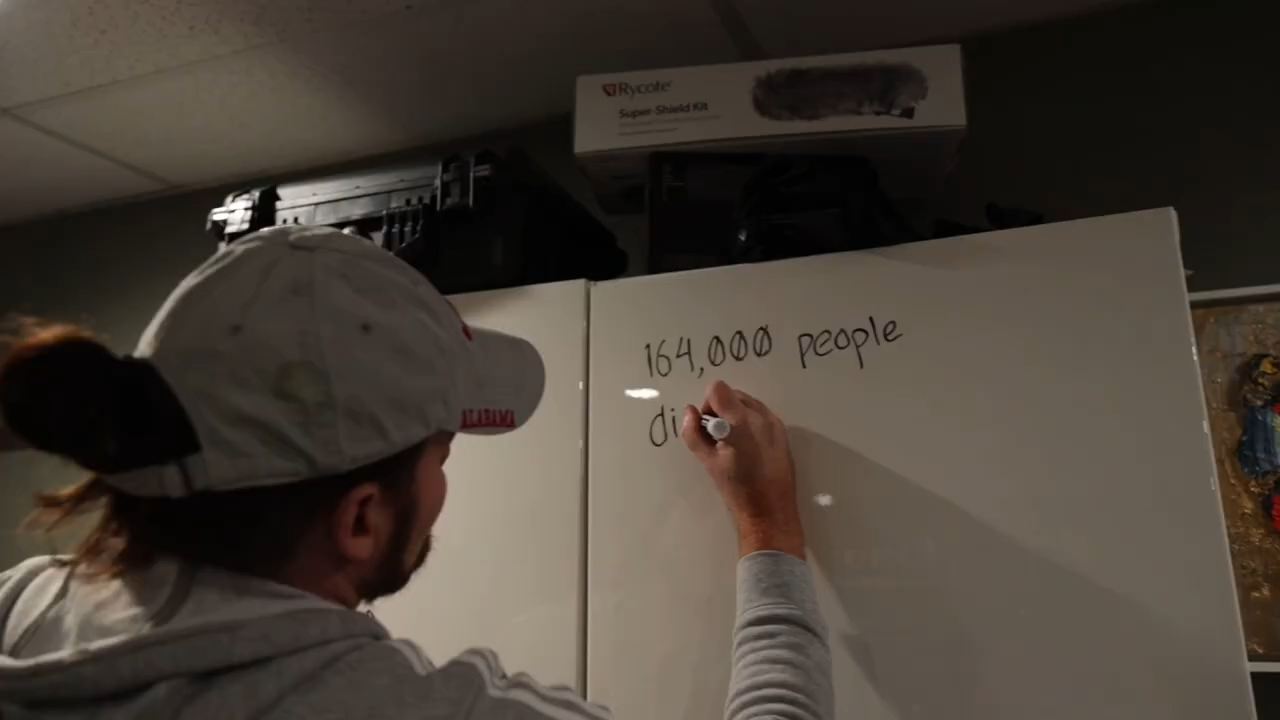 Rycote
Super-Shield Kit
ALABAMA
164,000 people
di